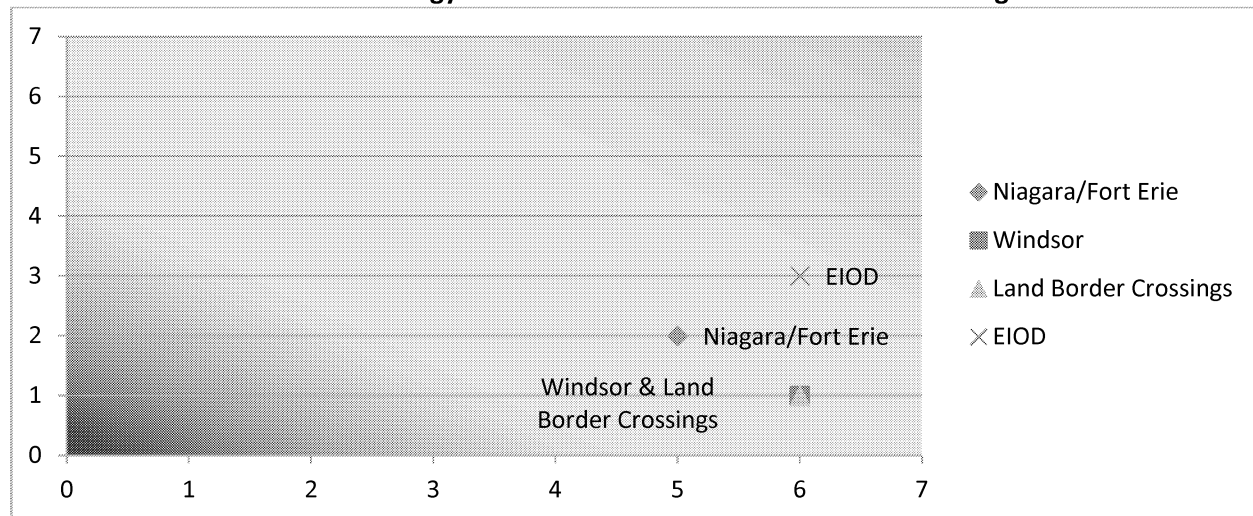 7
6
5
4
3
2
1
0
0 1 2 3 4 5 6 7
EIOD
Niagara/Fort Erie
Windsor & Land
Border Crossings
Niagara/Fort Erie
Windsor
Land Border Crossings
EIOD